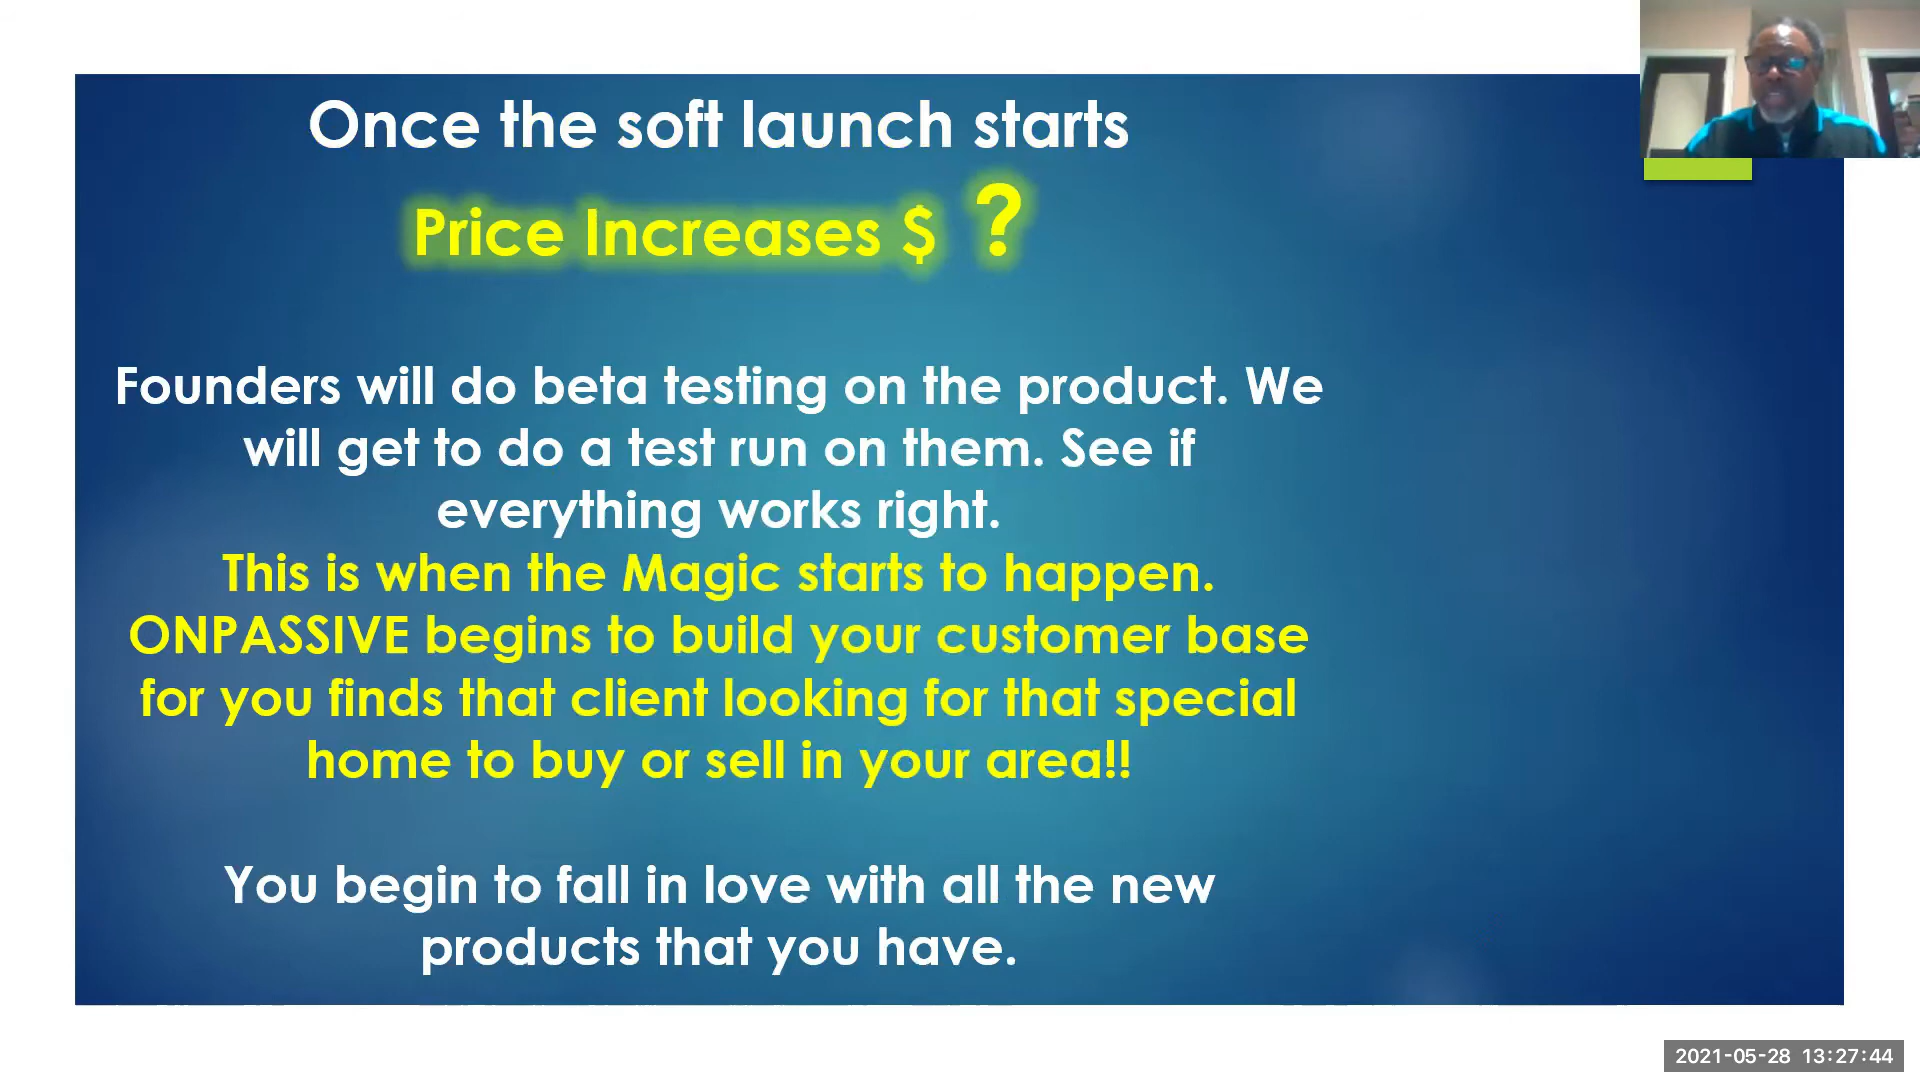 Once the soft launch starts
Price Increases $ ?
Founders will do beta testing on the product. We
will get to do a test run on them. See if
everything works right.
This is when the Magic starts to happen.
ONPASSIVE begins to build your customer base
for you finds that client looking for that special
home to buy or sell in your area!!
You begin to fall in love with all the new
products that you have.
2021-05-28 13:27:44